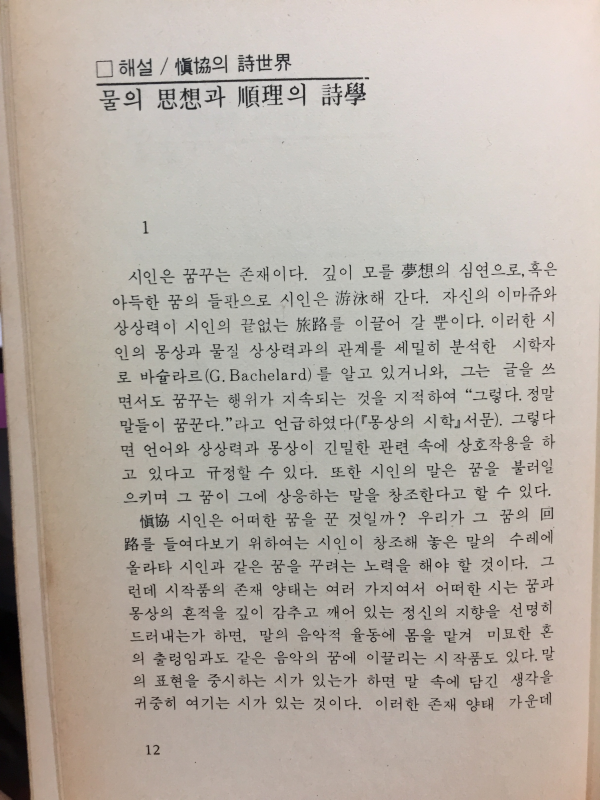 □ 해설 / 愼協의 詩世界
물의 思想과 順理의 詩學
1
시인은 꿈꾸는 존재이다. 깊이 모를 夢想의 심연으로, 혹은
아득한 꿈의 들판으로 시인은 游泳해 간다. 자신의 이마쥬와
상상력이 시인의 끝없는 旅路를 이끌어 갈 뿐이다. 이러한 시
인의 몽상과 물질 상상력과의 관계를 세밀히 분석한 시학자
로 바슐라르(G. Bachelard)를 알고 있거니와, 그는 글을 쓰
면서도 꿈꾸는 행위가 지속되는 것을 지적하여 “그렇다. 정말
말들이 꿈꾼다.”라고 언급하였다(『몽상의 시학』서문). 그렇다
면 언어와 상상력과 몽상이 긴밀한 관련 속에 상호작용을 하
고 있다고 규정할 수 있다. 또한 시인의 말은 꿈을 불러일
으키며 그 꿈이 그에 상응하는 말을 창조한다고 할 수 있다.
愼協 시인은 어떠한 꿈을 꾼 것일까? 우리가 그 꿈의 回
路를 들여다보기 위하여는 시인이 창조해 놓은 말의 수레에
올라타 시인과 같은 꿈을 꾸려는 노력을 해야 할 것이다. 그
런데 시작품의 존재 양태는 여러 가지여서 어떠한 시는 꿈과
몽상의 흔적을 깊이 감추고 깨어 있는 정신의 지향을 선명히
드러내는가 하면, 말의 음악적 율동에 몸을 맡겨 미묘한 혼
의 출렁임과도 같은 음악의 꿈에 이끌리는 시작품도 있다. 말
의 표현을 중시하는 시가 있는가 하면 말 속에 담긴 생각을
귀중히 여기는 시가 있는 것이다. 이러한 존재 양태 가운데
12